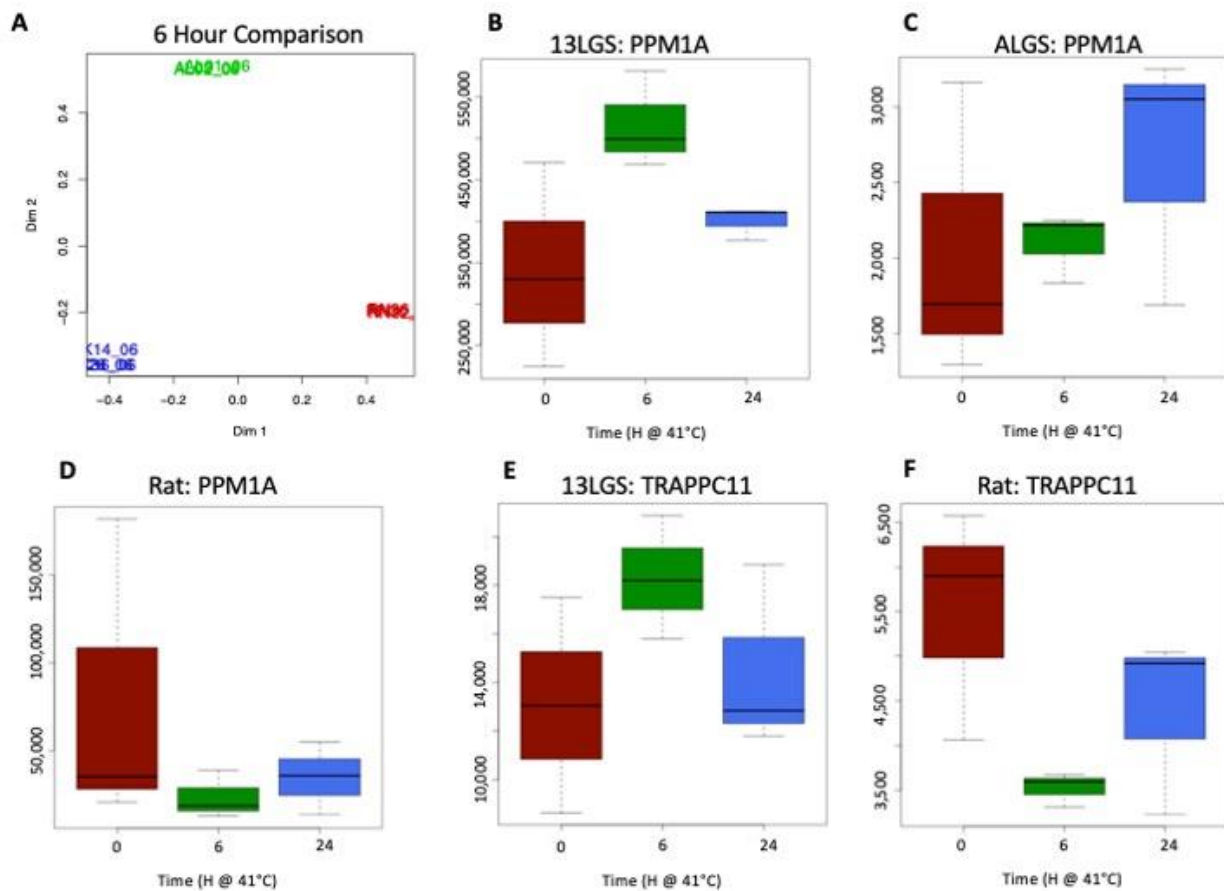 A
6 Hour Comparison
K14_06
Dim 2
0.4
0.2
0.0
−0.2
−0.4
−0.2
0.0
0.2
0.4
Dim 1
B
13LGS: PPM1A
550,000
450,000
350,000
250,000
0
6
24
Time (H @ 41°C)
C
ALGS: PPM1A
3,000
2,500
2,000
1,500
0
6
24
Time (H @ 41°C)
D
Rat: PPM1A
150,000
100,000
50,000
0
6
24
Time (H @ 41°C)
E
13LGS: TRAPPC11
18,000
14,000
10,000
0
6
24
Time (H @ 41°C)
F
Rat: TRAPPC11
6,500
5,500
4,500
3,500
0
6
24
Time (H @ 41°C)